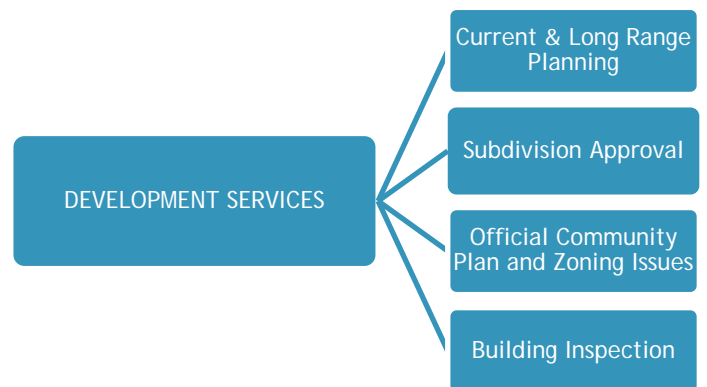 Current & Long Range
Planning
Subdivision Approval
DEVELOPMENT SERVICES
Official Community
Plan and Zoning Issues
Building Inspection